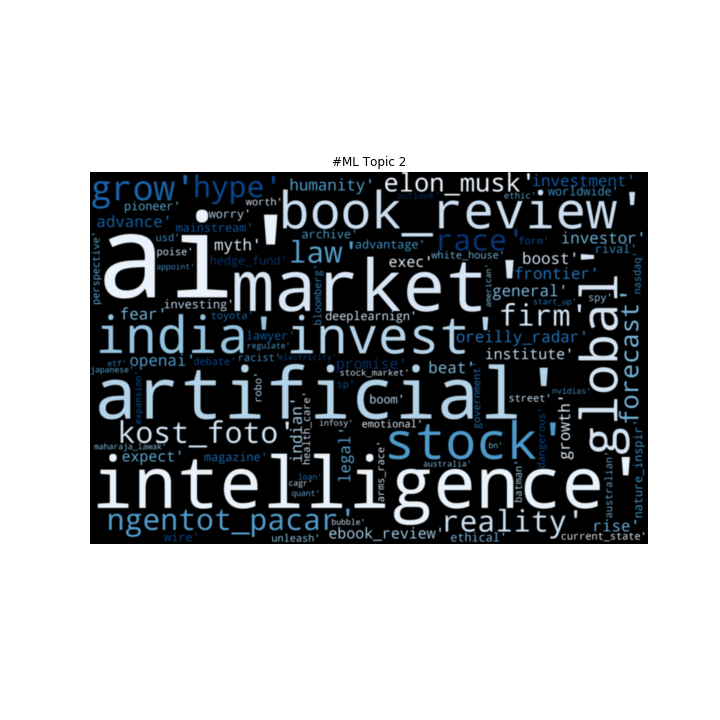 #ML Topic 2
grow'
hype'
humanity'
elon_musk'
investment'
outlook'
ethic'
worldwide'
pioneer'
worth'
worry'
advance'
mainstream'
book_review'
archive'
race'
form'
investor'
rival'
usd'
poise'
myth'
law'
advantage'
white_house'
ai'
perspective'
appoint'
hedge_fund'
bloomberg'
exec'
boost'
frontier'
nasdaq'
market'
american'
general'
spy'
start_up'
investing'
fear'
toyota'
deeplearnign'
firm'
global'
forecast'
india'
lawyer'
regulate'
invest'
oreilly_radar'
institute'
etf'
openai'
debate'
racist'
electricity'
promise'
beat'
japanese'
stock_market'
sp'
robo'
nvidias'
artificial'
expansion'
boom'
government'
street'
growth'
kost_foto'
indian'
health_care'
infosy'
emotional'
stock'
bn'
dangerous'
maharaja_lawak'
expect'
magazine'
legal'
arms_race'
australia'
batman'
australian'
nature_inspir'
loan'
cagr'
quant'
intelligence'
ngentot_pacar'
bubble'
reality'
rise'
wire'
unleash'
ebook_review'
ethical'
current_state'